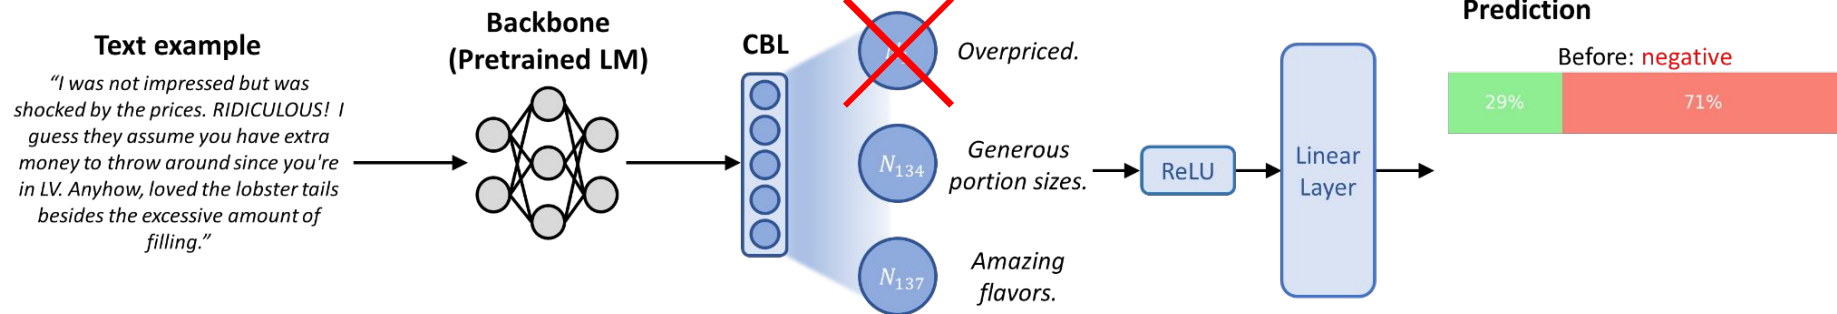 Text example
“I was not impressed but was
shocked by the prices. RIDICULOUS! I
guess they assume you have extra
money to throw around since you're
in LV. Anyhow, loved the lobster tails
besides the excessive amount of
filling.”
Backbone
(Pretrained LM)
CBL
Overpriced.
N134
Generous
portion sizes.
N137
Amazing
flavors.
ReLU
Linear
Layer
Prediction
Before: negative
29%
71%